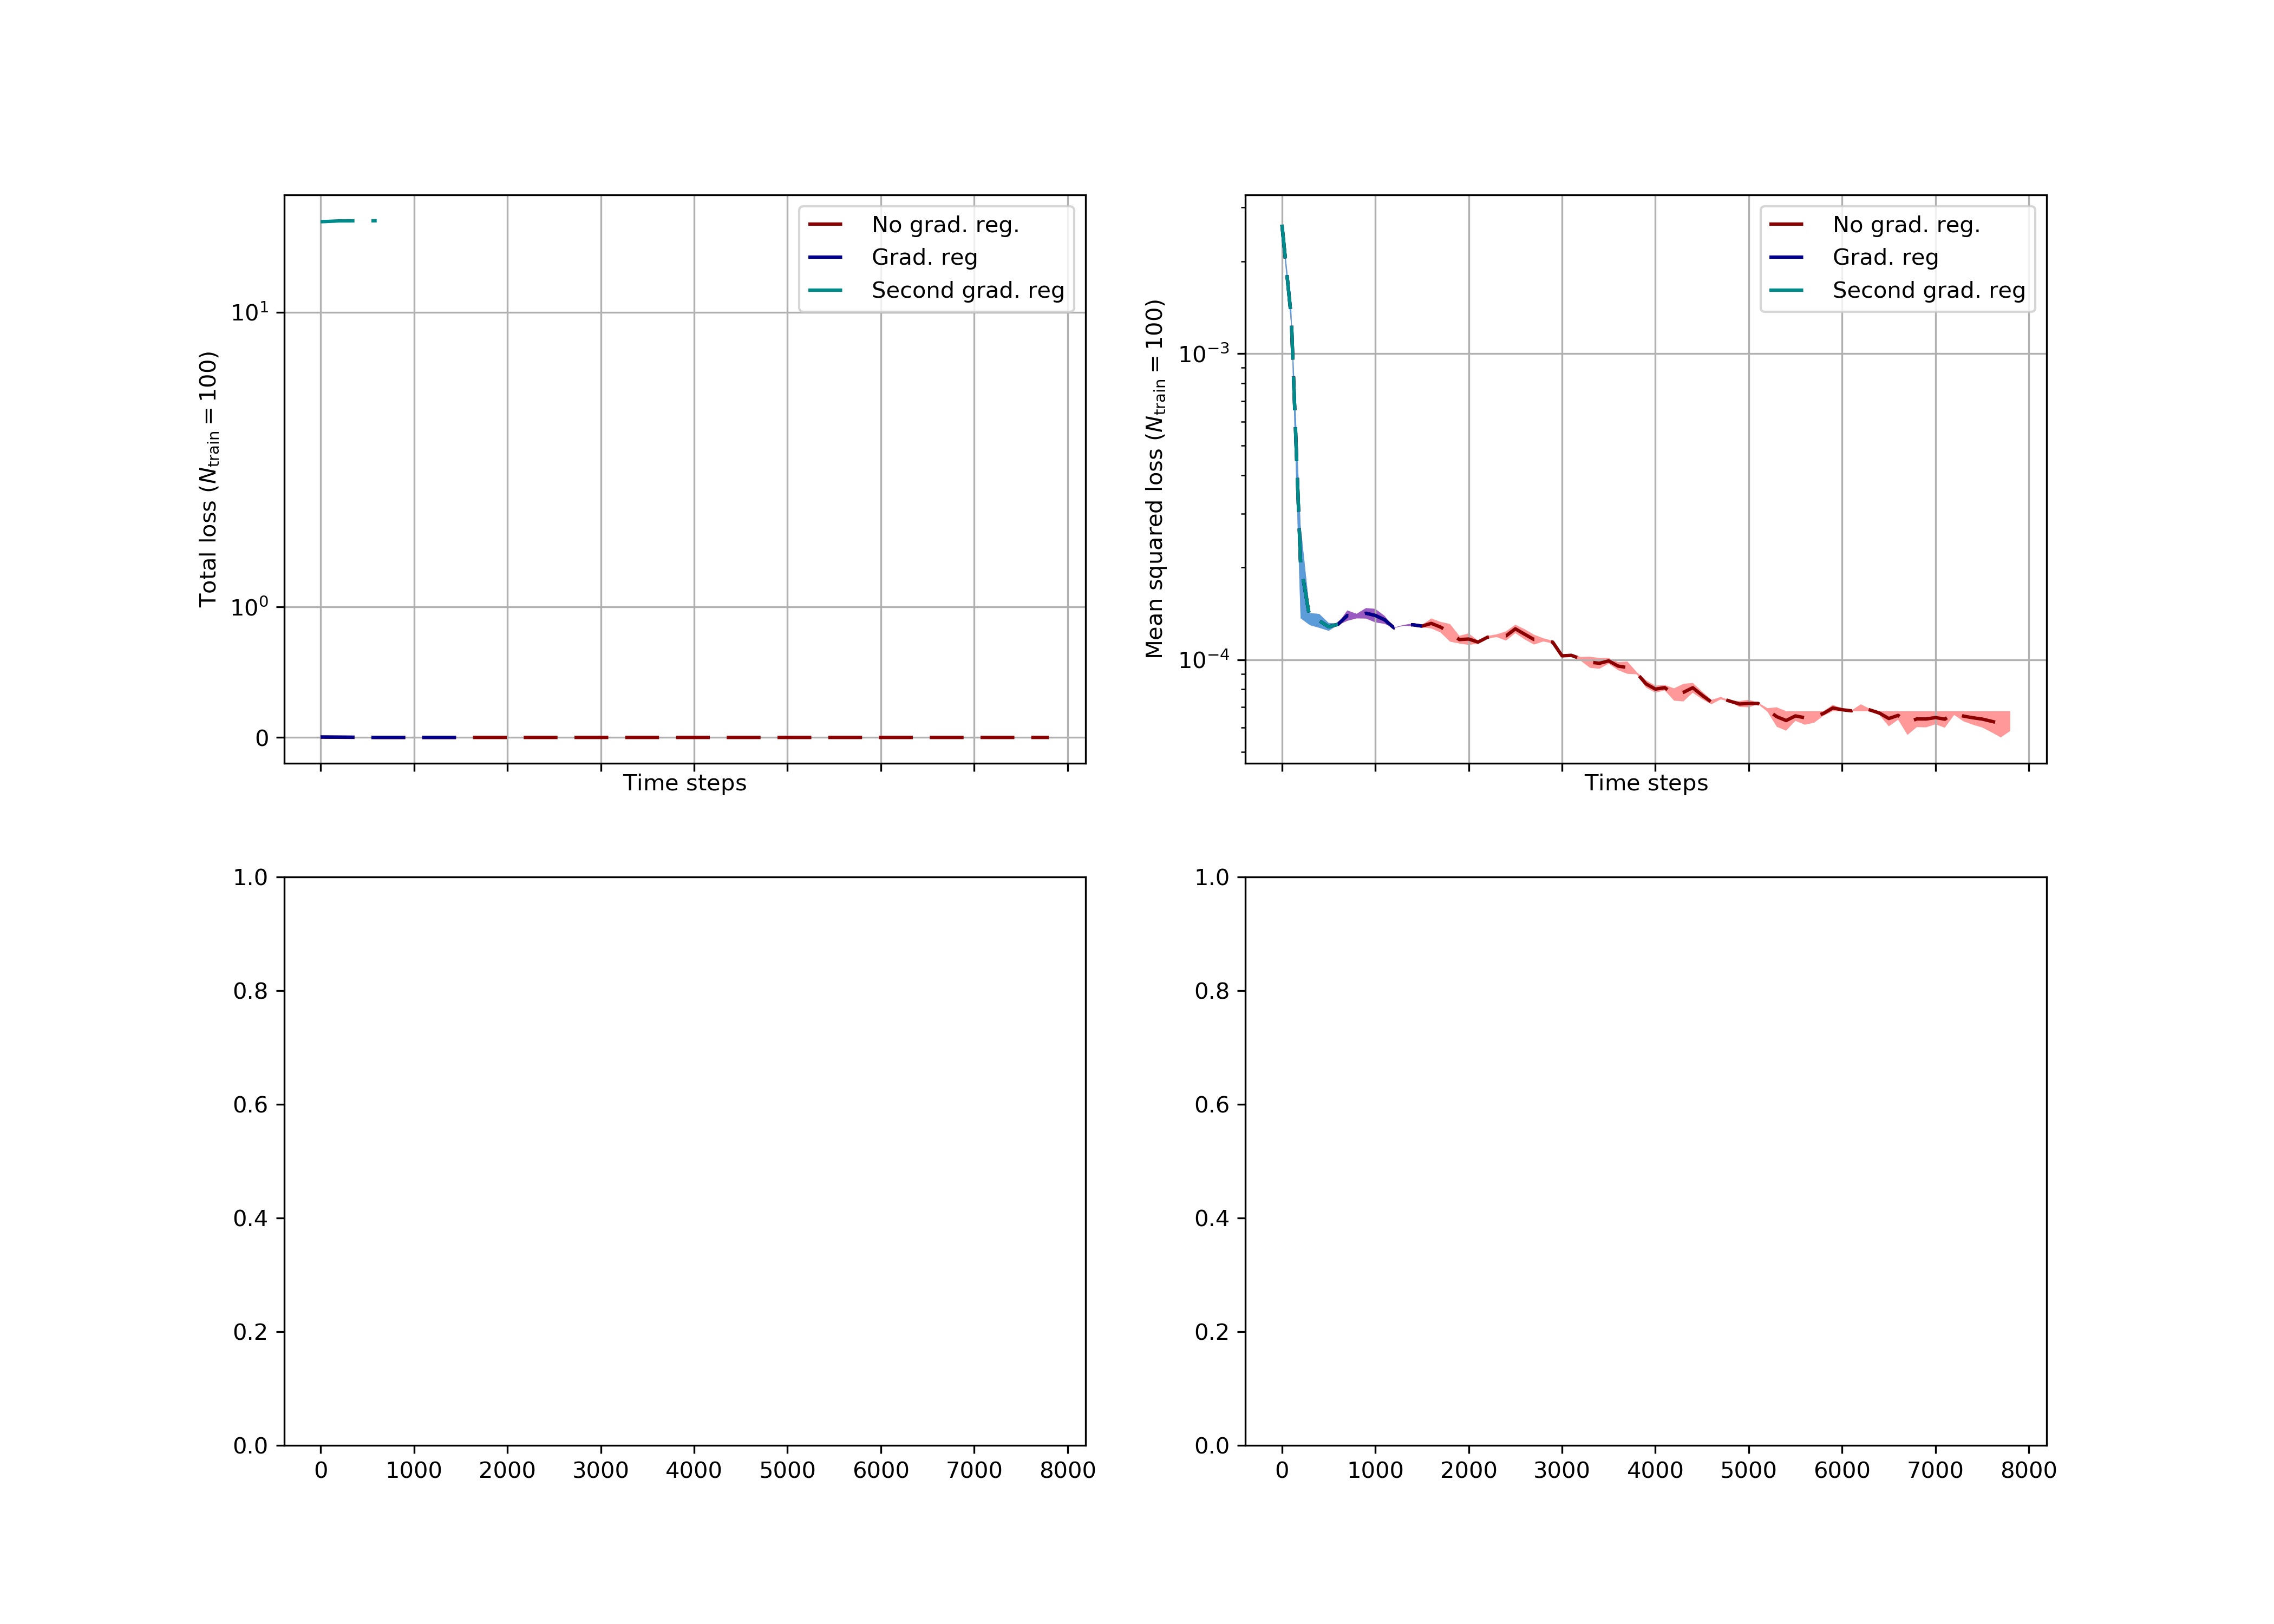 No grad. reg.
Grad. reg
Second grad. reg
10^1
10^0
0
Total loss (N_train = 100)
Time steps
No grad. reg.
Grad. reg
Second grad. reg
10^−3
10^−4
Mean squared loss (N_train = 100)
Time steps
1.0
0.8
0.6
0.4
0.2
0.0
0 1000 2000 3000 4000 5000 6000 7000 8000
1.0
0.8
0.6
0.4
0.2
0.0
0 1000 2000 3000 4000 5000 6000 7000 8000